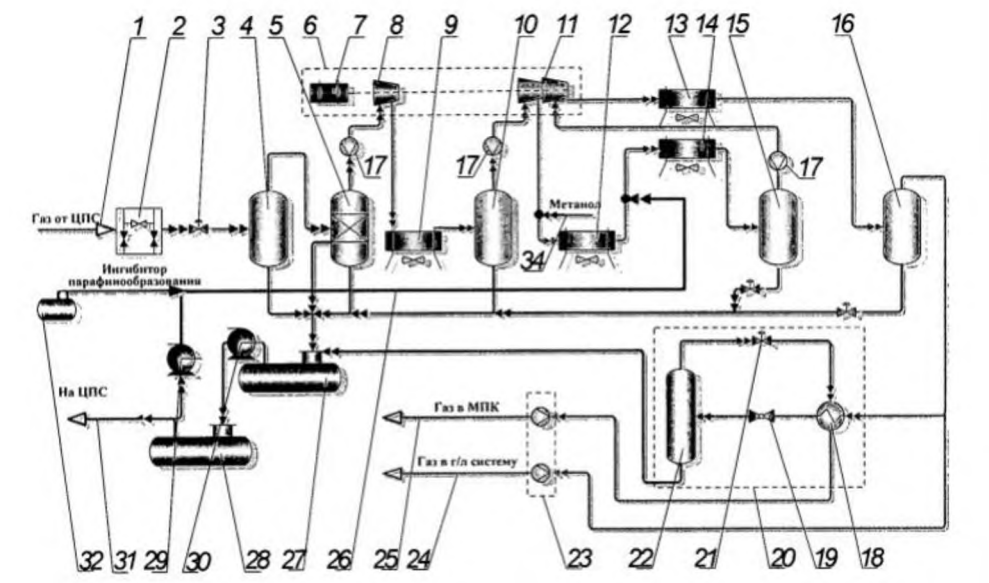 1 2 3 4 5 6 7 8 9 10 11 12 13 14 15 16
17 17 17
Газ от ЦПС
Метанол
34
Ингибитор
парафинообразования
На ЦПС
Газ в МПК
Газ в г/л систему
32 31 29 30 28 27 26 25 24 23 22 21 20 19 18